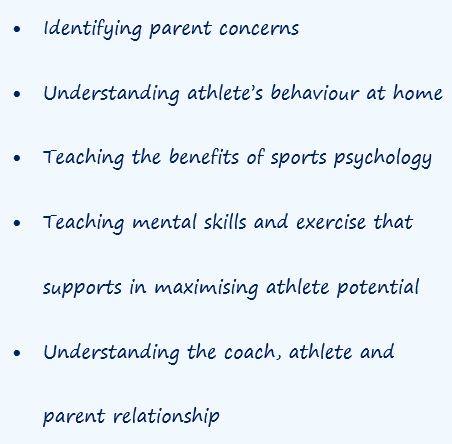 • Identifying parent concerns
• Understanding athlete's behaviour at home
• Teaching the benefits of sports psychology
• Teaching mental skills and exercise that
supports in maximising athlete potential
• Understanding the coach, athlete and
parent relationship